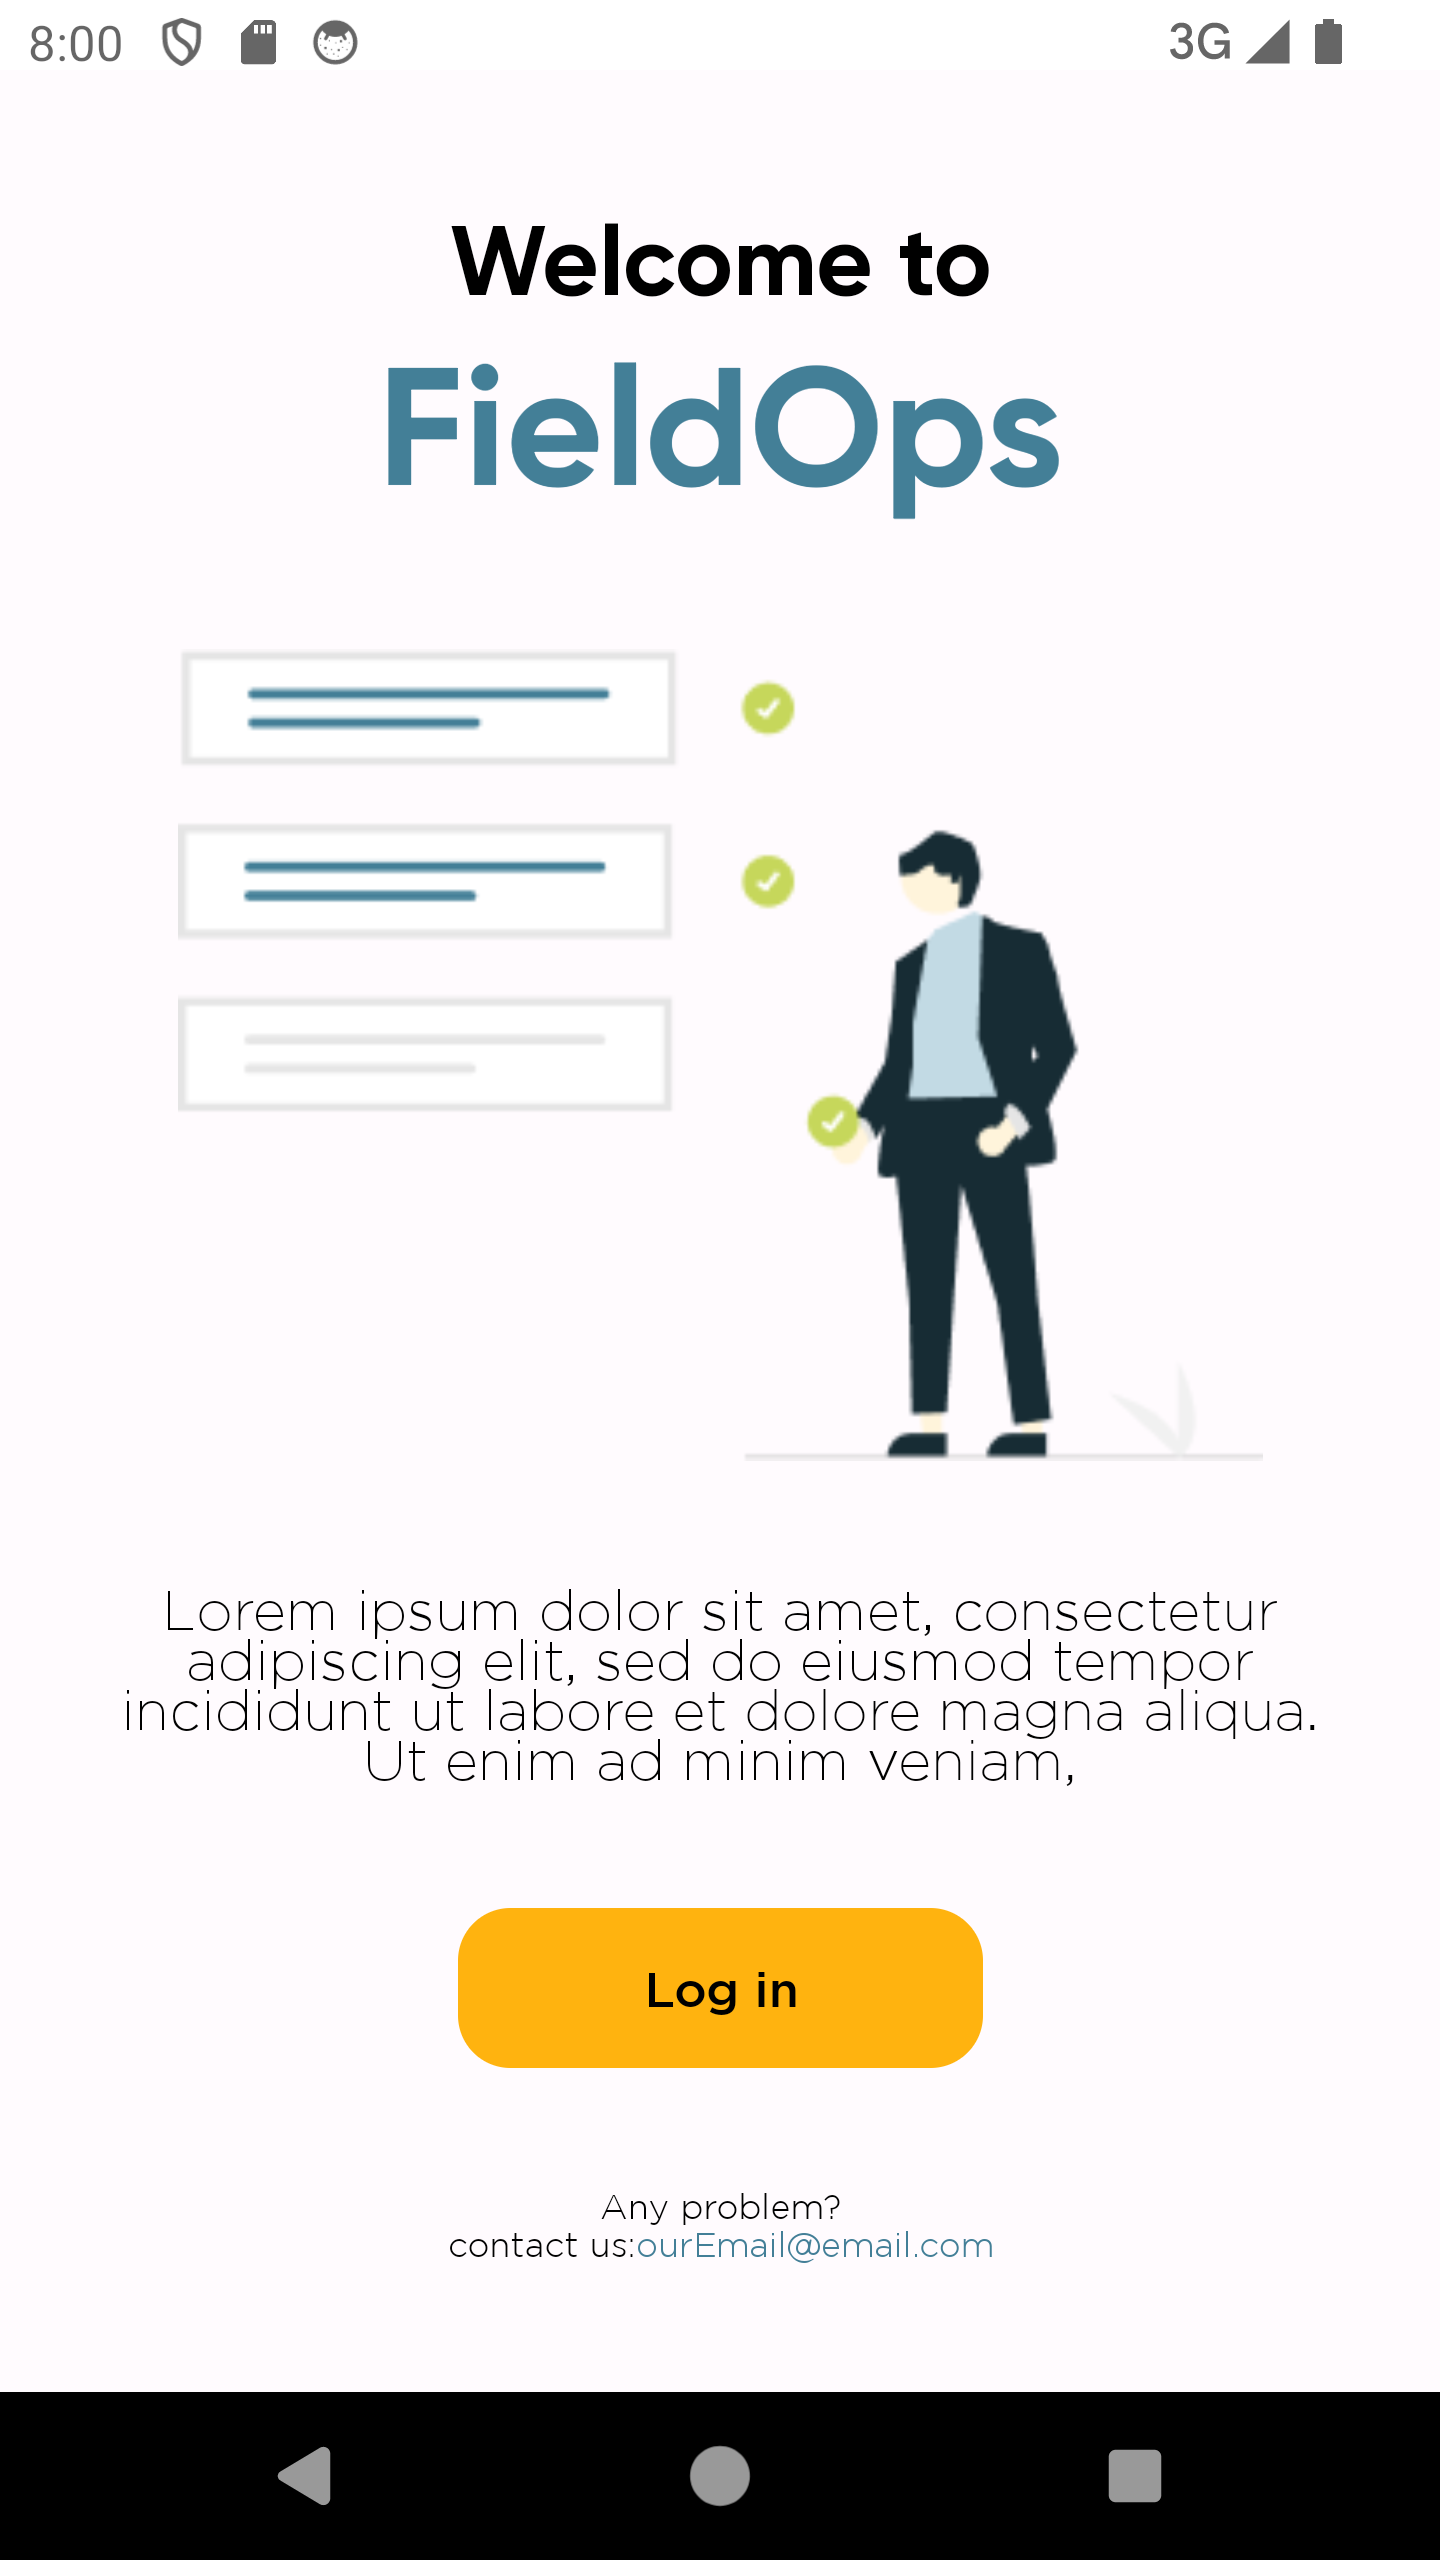 8:00 3G
Welcome to
FieldOps
Lorem ipsum dolor sit amet, consectetur
adipiscing elit, sed do eiusmod tempor
incididunt ut labore et dolore magna aliqua.
Ut enim ad minim veniam,
Log in
Any problem?
contact us:ourEmail@email.com